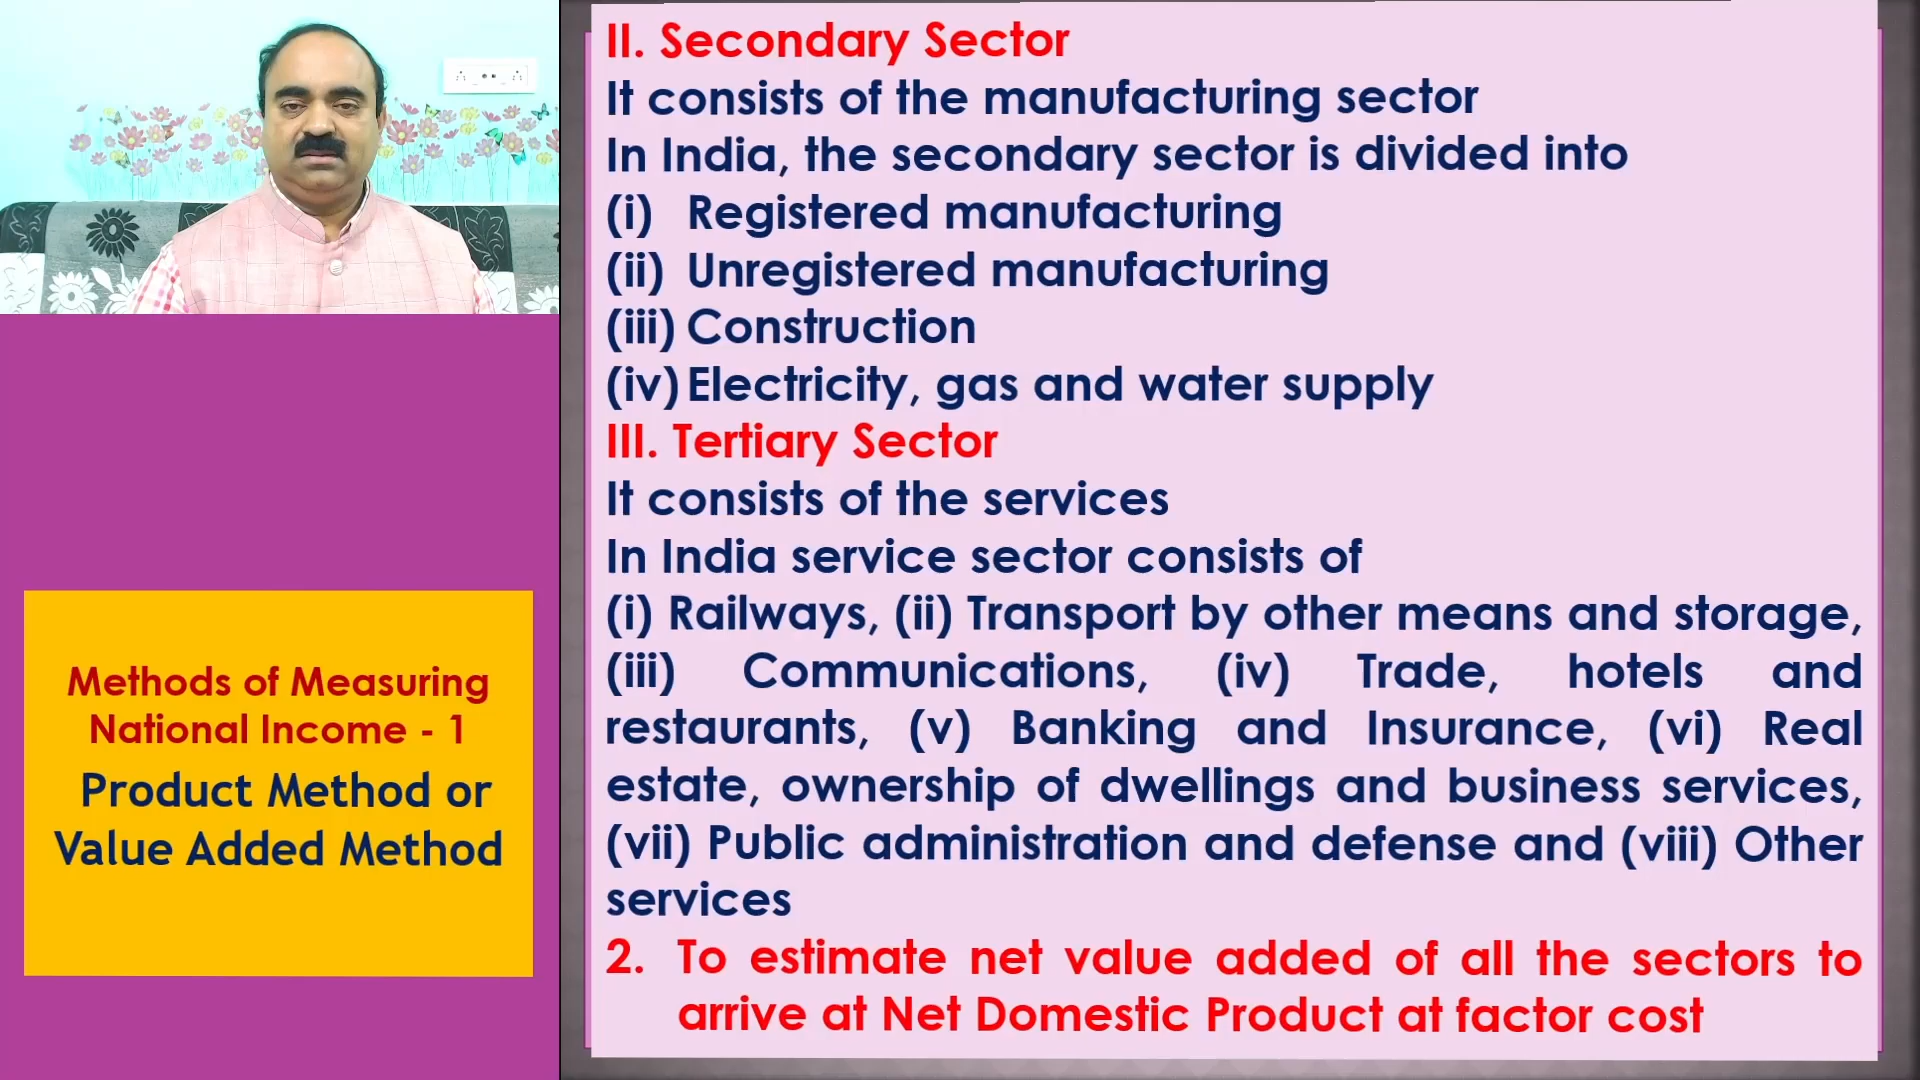 II. Secondary Sector
It consists of the manufacturing sector
In India, the secondary sector is divided into
(i) Registered manufacturing
(ii) Unregistered manufacturing
(iii) Construction
(iv) Electricity, gas and water supply
III. Tertiary Sector
It consists of the services
In India service sector consists of
(i) Railways, (ii) Transport by other means and storage,
(iii) Communications, (iv) Trade, hotels and
restaurants, (v) Banking and Insurance, (vi) Real
estate, ownership of dwellings and business services,
(vii) Public administration and defense and (viii) Other
services
2. To estimate net value added of all the sectors to
arrive at Net Domestic Product at factor cost
Methods of Measuring
National Income - 1
Product Method or
Value Added Method